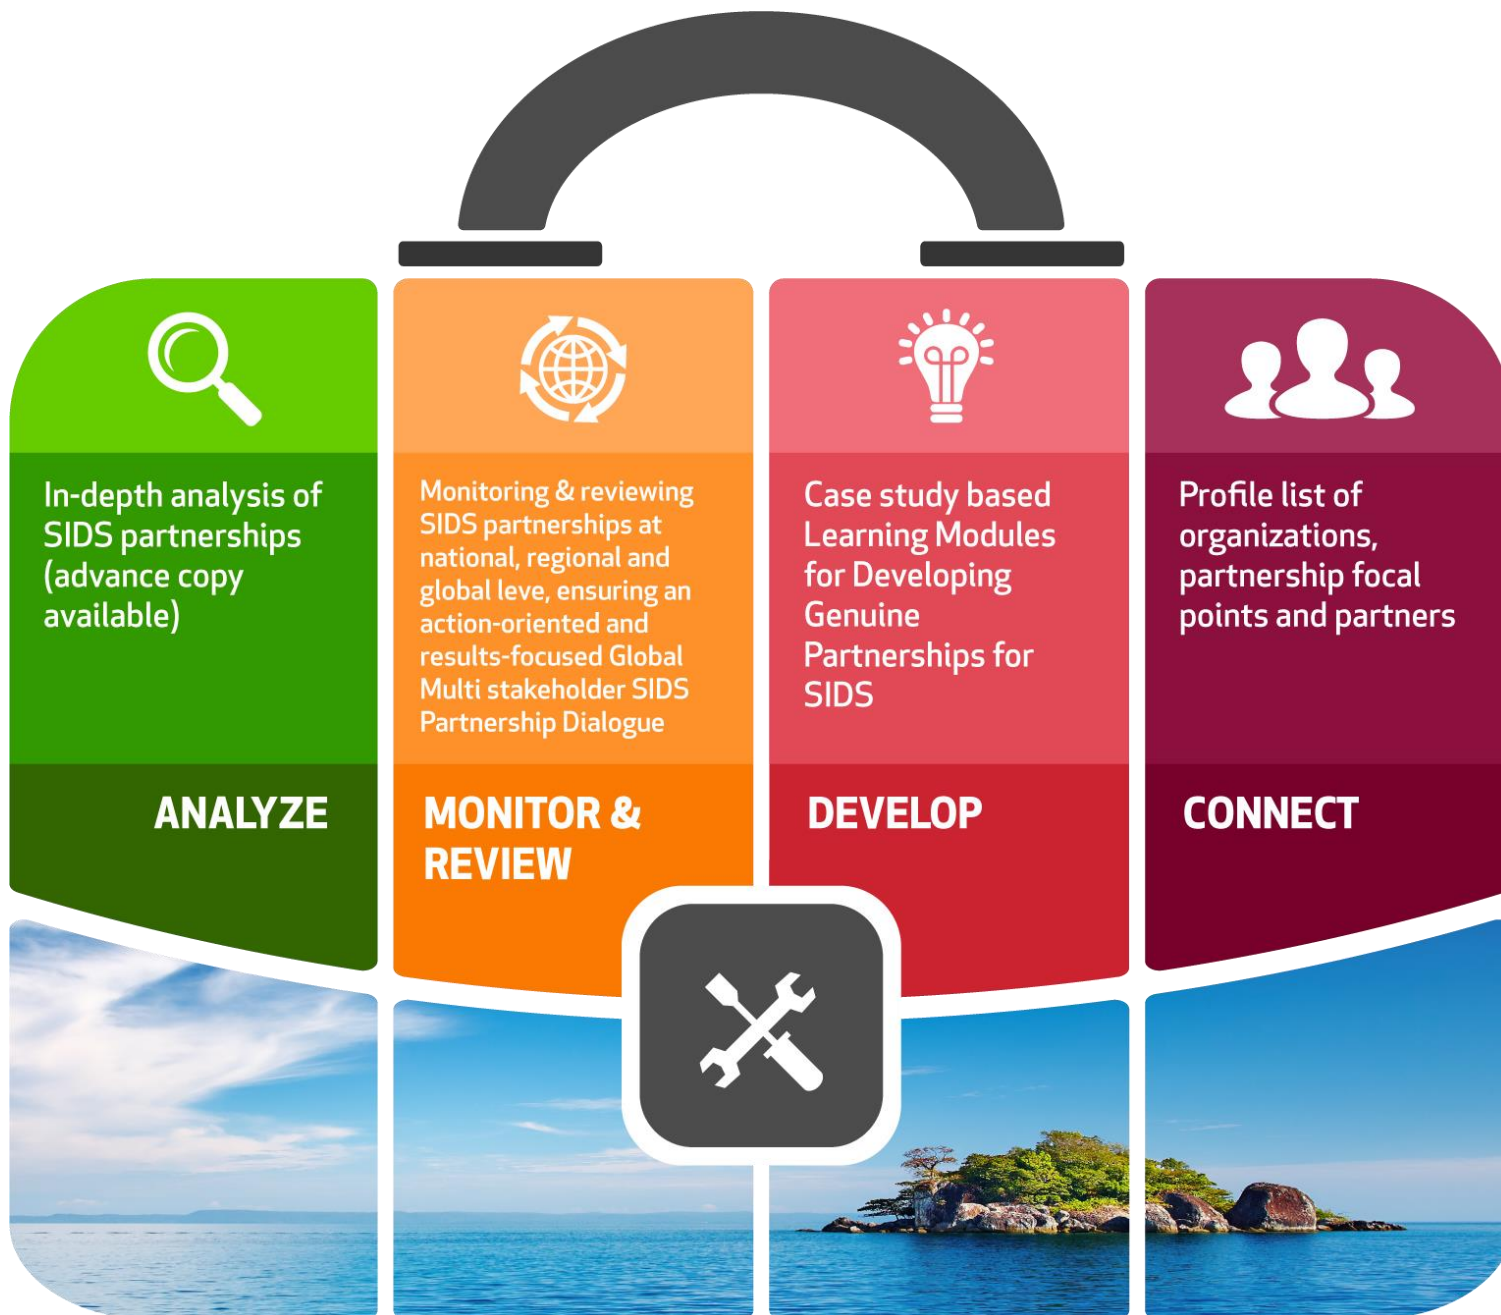 In-depth analysis of
SIDS partnerships
(advance copy
available)
ANALYZE
Monitoring & reviewing
SIDS partnerships at
national, regional and
global leve, ensuring an
action-oriented and
results-focused Global
Multi stakeholder SIDS
Partnership Dialogue
MONITOR &
REVIEW
Case study based
Learning Modules
for Developing
Genuine
Partnerships for
SIDS
DEVELOP
Profile list of
organizations,
partnership focal
points and partners
CONNECT